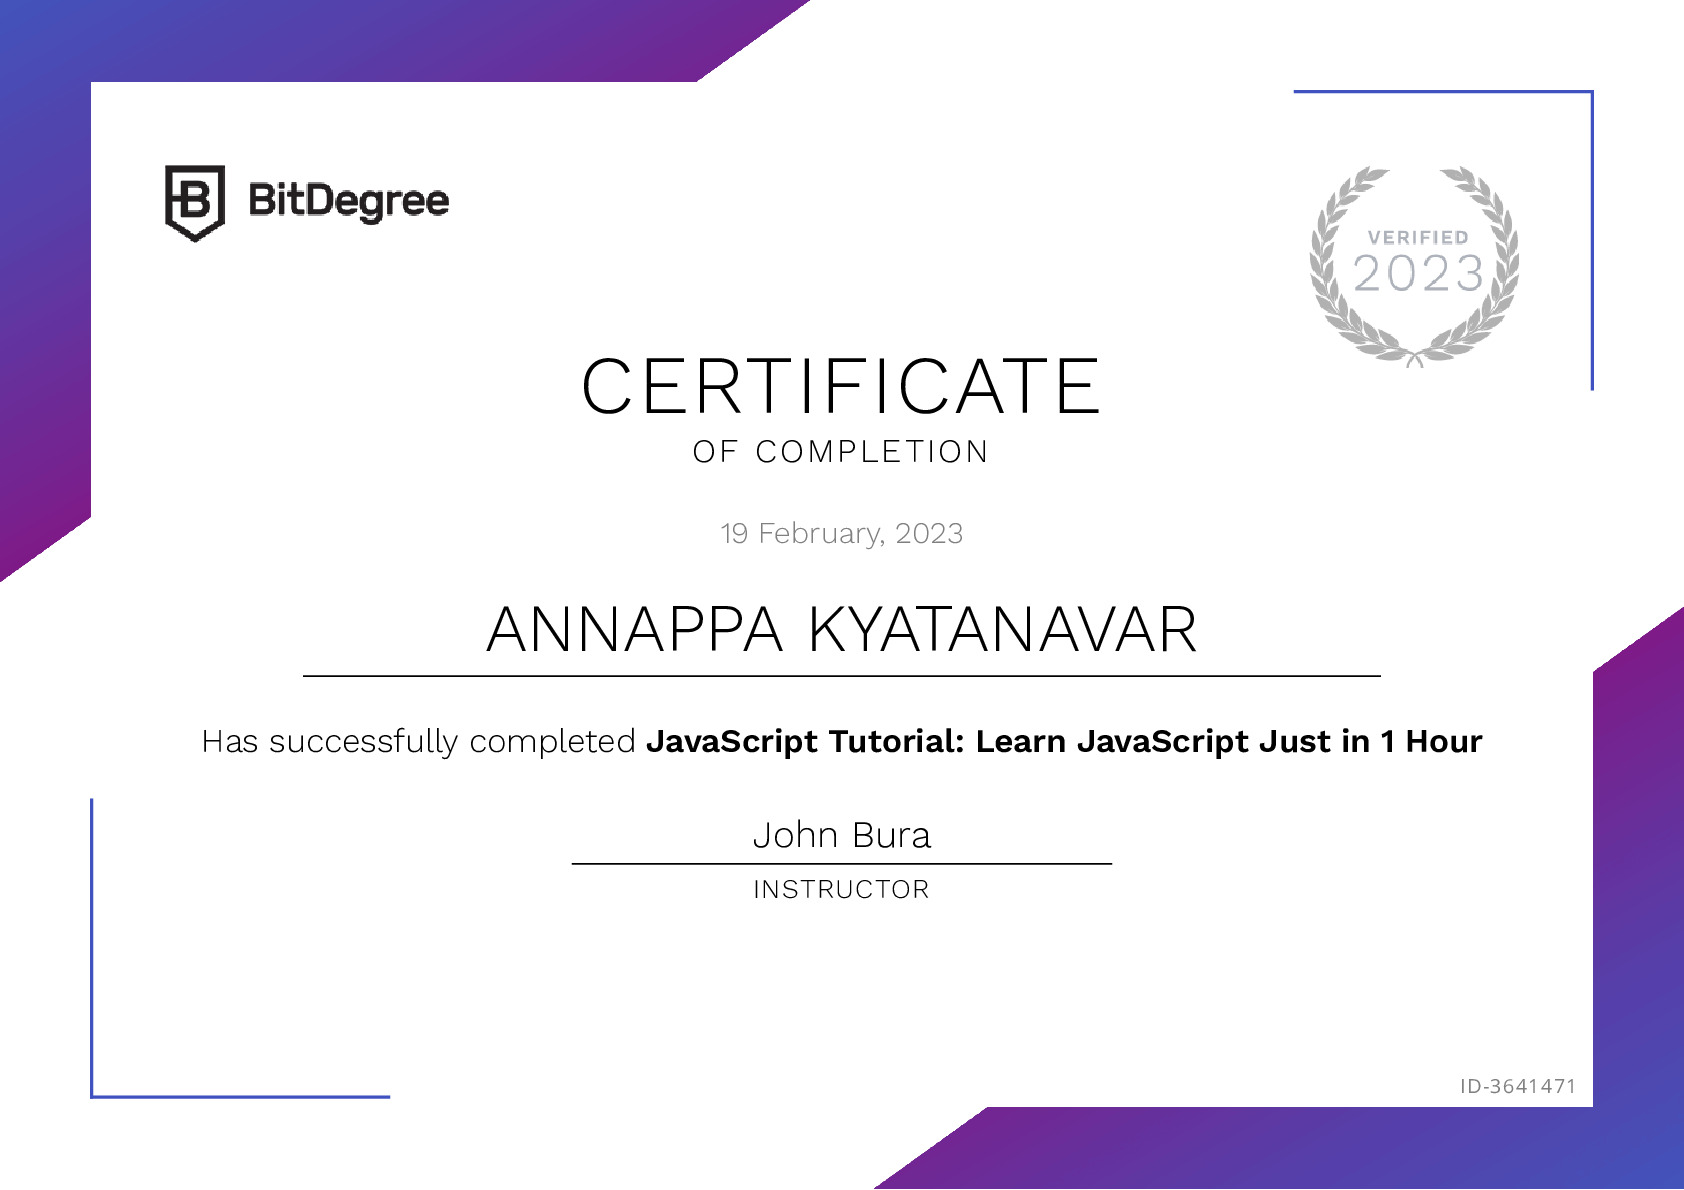 BitDegree
VERIFIED
2023
CERTIFICATE
OF COMPLETION
19 February, 2023
ANNAPPA KYATANAVAR
Has successfully completed JavaScript Tutorial: Learn JavaScript Just in 1 Hour
John Bura
INSTRUCTOR
ID-3641471